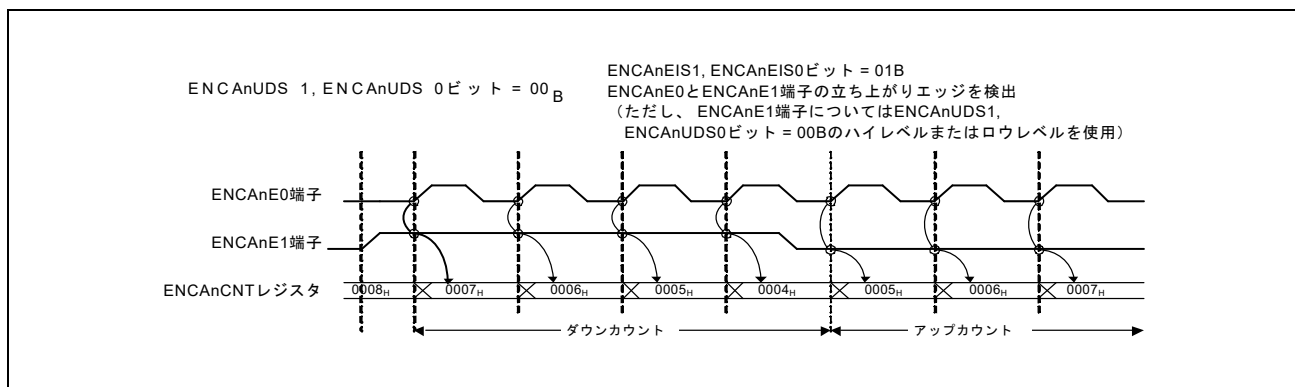 ENCAnUDS 1, ENCAnUDS 0ビット = 00B
ENCAnEIS1, ENCAnEIS0ビット = 01B
ENCAnE0とENCAnE1端子の立ち上がりエッジを検出
（ただし、 ENCAnE1端子についてはENCAnUDS1,
ENCAnUDS0ビット = 00Bのハイレベルまたはロウレベルを使用）
ENCAnE0端子
ENCAnE1端子
ENCAnCNTレジスタ 0008H 0007H 0006H 0005H 0004H 0005H 0006H 0007H
ダウンカウント アップカウント